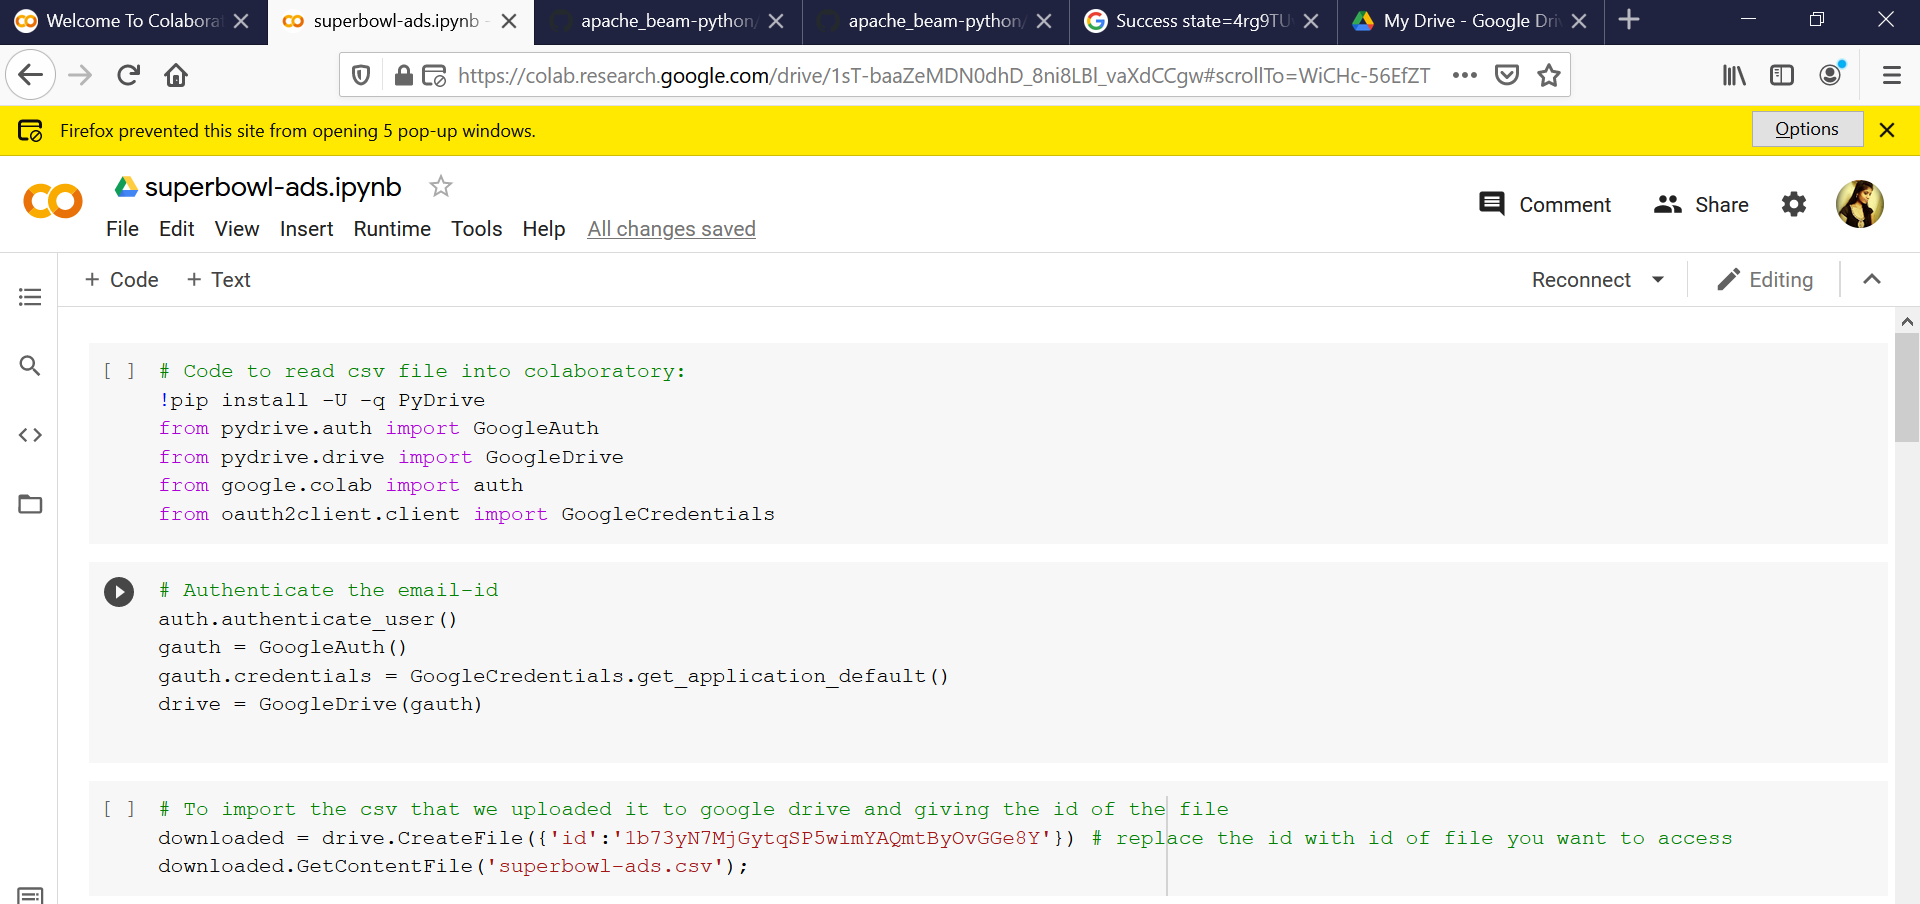 Welcome To Colabora
superbowl-ads.ipynb -
apache_beam-python/
apache_beam-python/
Success state=4rg9TU
My Drive - Google Dri
https://colab.research.google.com/drive/1sT-baaZeMDN0dhD_8ni8LBl_vaXdCCgw#scrollTo=WiCHc-56EfZT
Firefox prevented this site from opening 5 pop-up windows.
Options
superbowl-ads.ipynb
Comment
Share
File Edit View Insert Runtime Tools Help All changes saved
+ Code + Text
Reconnect
Editing
[ ] # Code to read csv file into colaboratory:
!pip install -U -q PyDrive
from pydrive.auth import GoogleAuth
from pydrive.drive import GoogleDrive
from google.colab import auth
from oauth2client.client import GoogleCredentials
# Authenticate the email-id
auth.authenticate_user()
gauth = GoogleAuth()
gauth.credentials = GoogleCredentials.get_application_default()
drive = GoogleDrive(gauth)
[ ] # To import the csv that we uploaded it to google drive and giving the id of the file
downloaded = drive.CreateFile({'id':'1b73yN7MjGytqSP5wimYAQmtByOvGGe8Y'}) # replace the id with id of file you want to access
downloaded.GetContentFile('superbowl-ads.csv');